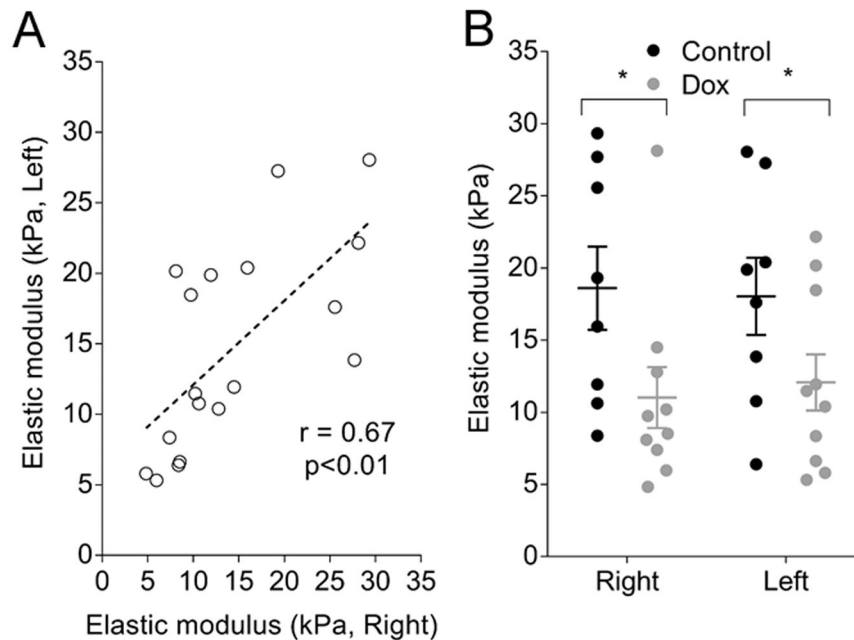 A
35
30
25
20
15
10
5
0
Elastic modulus (kPa, Left)
r = 0.67
p<0.01
0 5 10 15 20 25 30 35
Elastic modulus (kPa, Right)
B
Control
Dox
* *
35
30
25
20
15
10
5
0
Elastic modulus (kPa)
Right Left